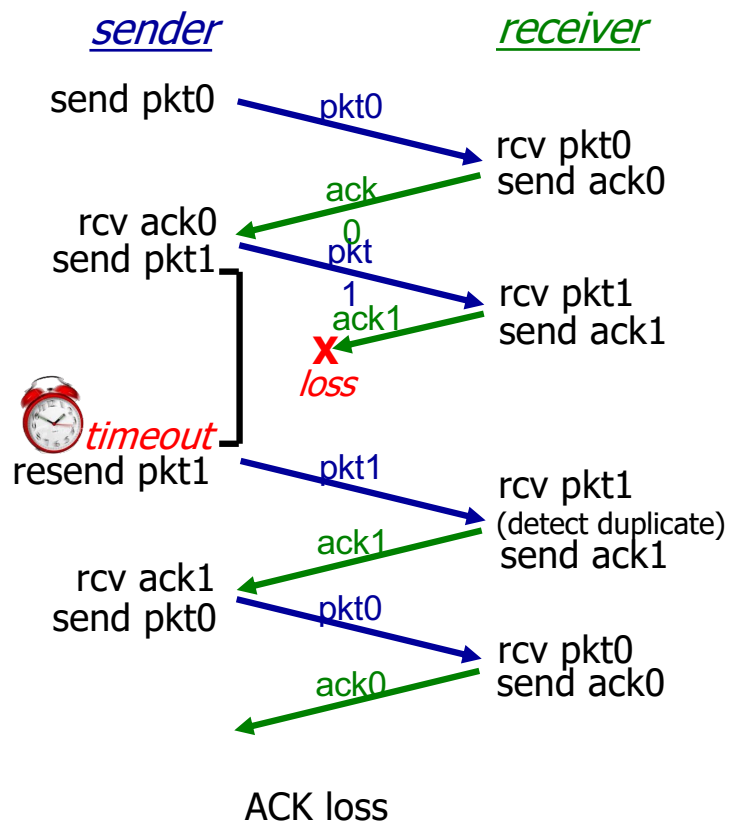 sender
receiver
send pkt0
pkt0
rcv pkt0
send ack0
ack
0
rcv ack0
send pkt1
pkt
1
rcv pkt1
send ack1
ack1
X
loss
timeout
resend pkt1
pkt1
rcv pkt1
(detect duplicate)
send ack1
ack1
rcv ack1
send pkt0
pkt0
rcv pkt0
send ack0
ack0
ACK loss